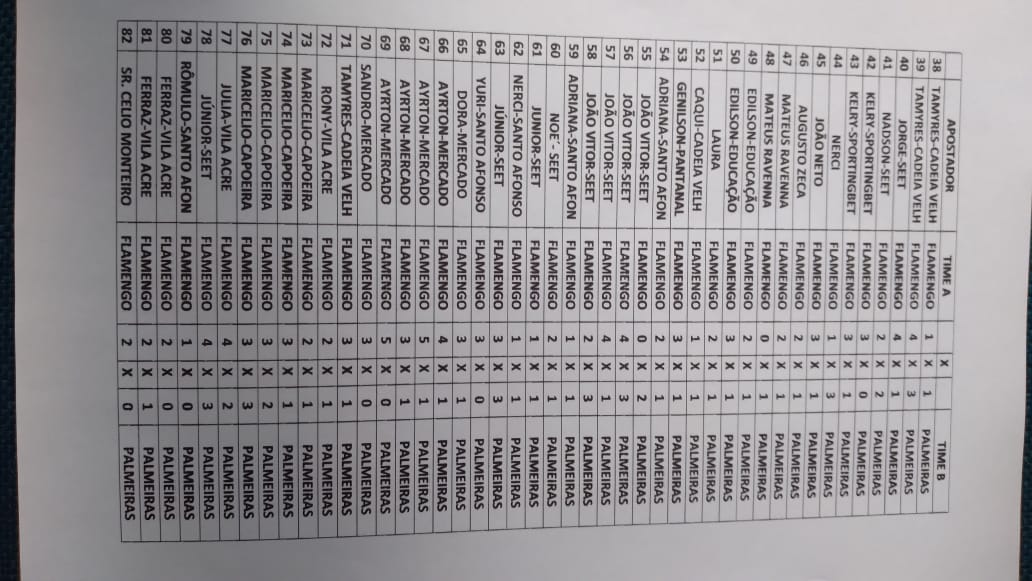 APOSTADOR TIME A X TIME B
38 TAMYRES-CADEIA VELH FLAMENGO 1 X 1 PALMEIRAS
39 TAMYRES-CADEIA VELH FLAMENGO 4 X 3 PALMEIRAS
40 JORGE-SEET FLAMENGO 4 X 1 PALMEIRAS
41 NADSON-SEET FLAMENGO 2 X 2 PALMEIRAS
42 KELRY-SPORTINGBET FLAMENGO 3 X 0 PALMEIRAS
43 KELRY-SPORTINGBET FLAMENGO 3 X 1 PALMEIRAS
44 NERCI FLAMENGO 1 X 3 PALMEIRAS
45 JOÃO NETO FLAMENGO 3 X 1 PALMEIRAS
46 AUGUSTO ZECA FLAMENGO 2 X 1 PALMEIRAS
47 MATEUS RAVENNA FLAMENGO 2 X 1 PALMEIRAS
48 MATEUS RAVENNA FLAMENGO 0 X 1 PALMEIRAS
49 EDILSON-EDUCAÇÃO FLAMENGO 2 X 1 PALMEIRAS
50 EDILSON-EDUCAÇÃO FLAMENGO 3 X 1 PALMEIRAS
51 LAURA FLAMENGO 2 X 1 PALMEIRAS
52 CAQUI-CADEIA VELH FLAMENGO 1 X 1 PALMEIRAS
53 GENILSON-PANTANAL FLAMENGO 3 X 1 PALMEIRAS
54 ADRIANA-SANTO AFON FLAMENGO 2 X 1 PALMEIRAS
55 JOÃO VITOR-SEET FLAMENGO 0 X 2 PALMEIRAS
56 JOÃO VITOR-SEET FLAMENGO 4 X 3 PALMEIRAS
57 JOÃO VITOR-SEET FLAMENGO 4 X 1 PALMEIRAS
58 JOÃO VITOR-SEET FLAMENGO 2 X 3 PALMEIRAS
59 ADRIANA-SANTO AFON FLAMENGO 1 X 1 PALMEIRAS
60 NOE´ - SEET FLAMENGO 2 X 1 PALMEIRAS
61 JUNIOR-SEET FLAMENGO 1 X 1 PALMEIRAS
62 NERCI-SANTO AFONSO FLAMENGO 1 X 1 PALMEIRAS
63 JÚNIOR-SEET FLAMENGO 3 X 3 PALMEIRAS
64 YURI-SANTO AFONSO FLAMENGO 3 X 0 PALMEIRAS
65 DORA-MERCADO FLAMENGO 3 X 1 PALMEIRAS
66 AYRTON-MERCADO FLAMENGO 4 X 1 PALMEIRAS
67 AYRTON-MERCADO FLAMENGO 5 X 1 PALMEIRAS
68 AYRTON-MERCADO FLAMENGO 3 X 1 PALMEIRAS
69 AYRTON-MERCADO FLAMENGO 5 X 0 PALMEIRAS
70 SANDRO-MERCADO FLAMENGO 3 X 0 PALMEIRAS
71 TAMYRES-CADEIA VELH FLAMENGO 3 X 1 PALMEIRAS
72 RONY-VILA ACRE FLAMENGO 2 X 1 PALMEIRAS
73 MARICELIO-CAPOEIRA FLAMENGO 2 X 1 PALMEIRAS
74 MARICELIO-CAPOEIRA FLAMENGO 3 X 1 PALMEIRAS
75 MARICELIO-CAPOEIRA FLAMENGO 3 X 2 PALMEIRAS
76 MARICELIO-CAPOEIRA FLAMENGO 3 X 3 PALMEIRAS
77 JULIA-VILA ACRE FLAMENGO 4 X 2 PALMEIRAS
78 JÚNIOR-SEET FLAMENGO 4 X 3 PALMEIRAS
79 RÔMULO-SANTO AFON FLAMENGO 1 X 0 PALMEIRAS
80 FERRAZ-VILA ACRE FLAMENGO 2 X 0 PALMEIRAS
81 FERRAZ-VILA ACRE FLAMENGO 2 X 1 PALMEIRAS
82 SR. CELIO MONTEIRO FLAMENGO 2 X 0 PALMEIRAS